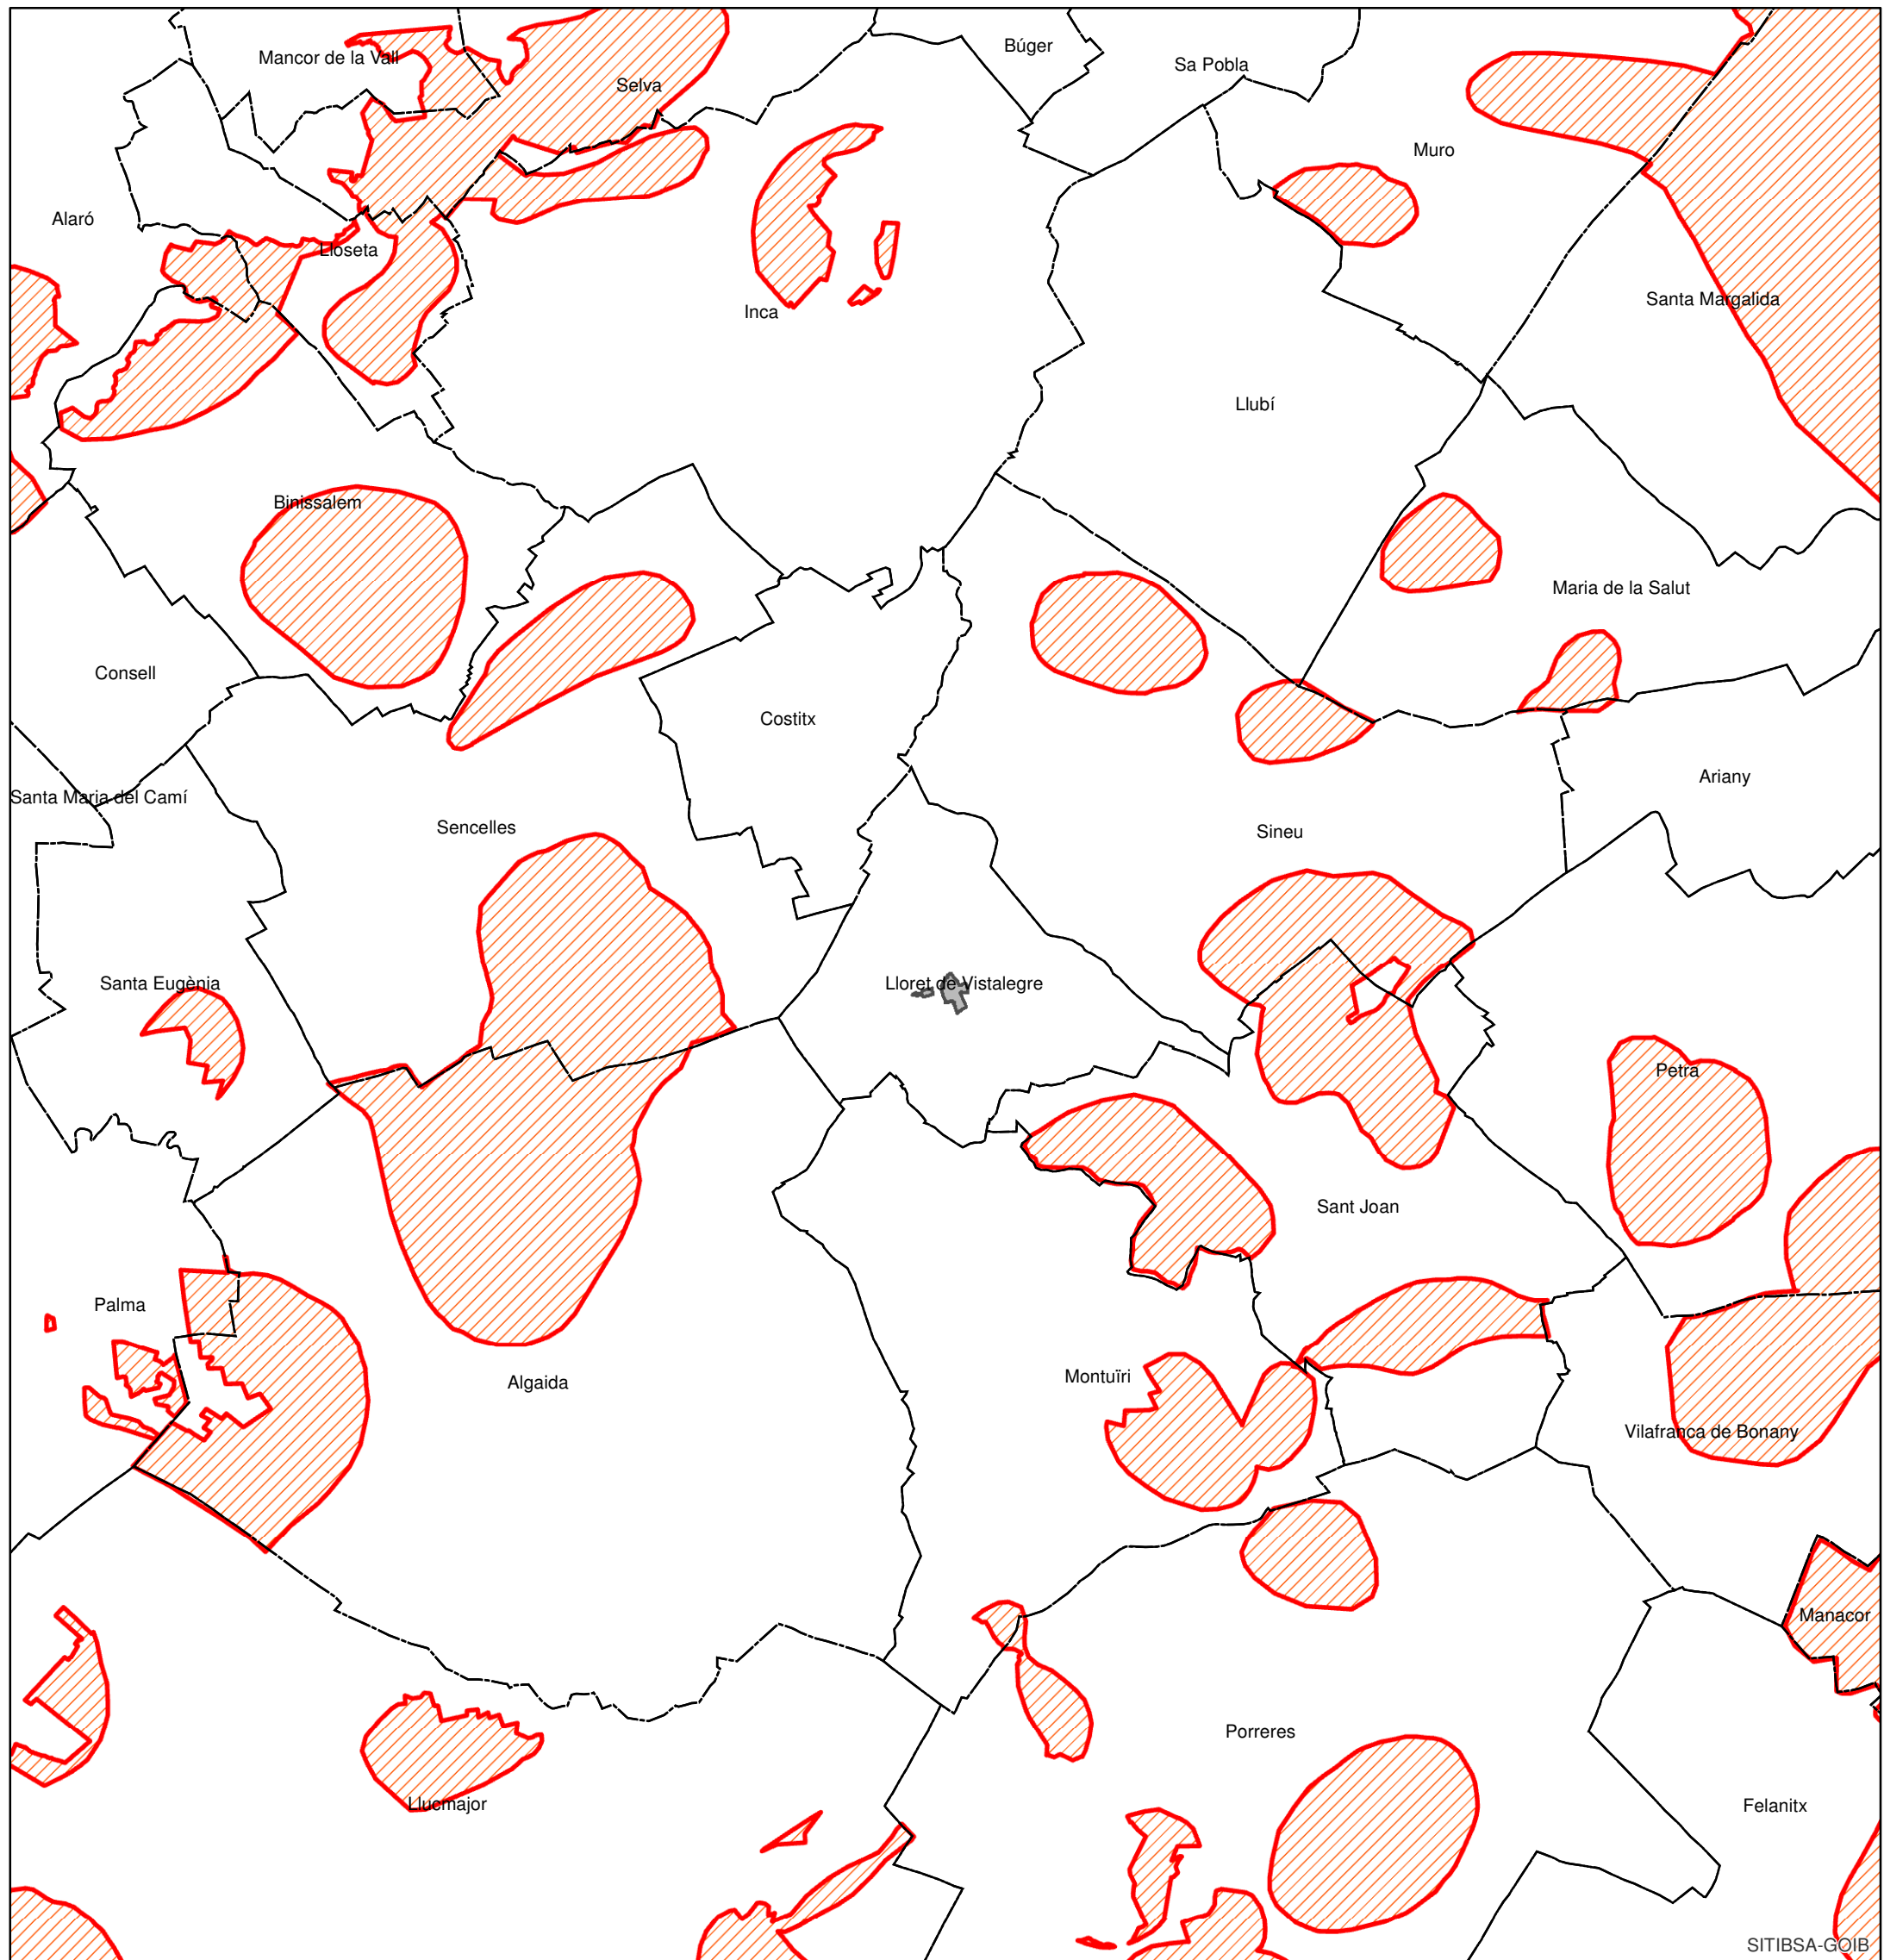 Búger
Mancor de la Vall
Sa Pobla
Selva
Muro
Alaró
Lloseta
Santa Margalida
Inca
Llubí
Binissalem
Maria de la Salut
Consell
Costitx
Ariany
Santa Maria del Camí
Sencelles
Sineu
Santa Eugènia
Lloret de Vistalegre
Petra
Sant Joan
Palma
Montuïri
Algaida
Vilafranca de Bonany
Manacor
Porreres
Llucmajor
Felanitx
SITIBSA-GOIB